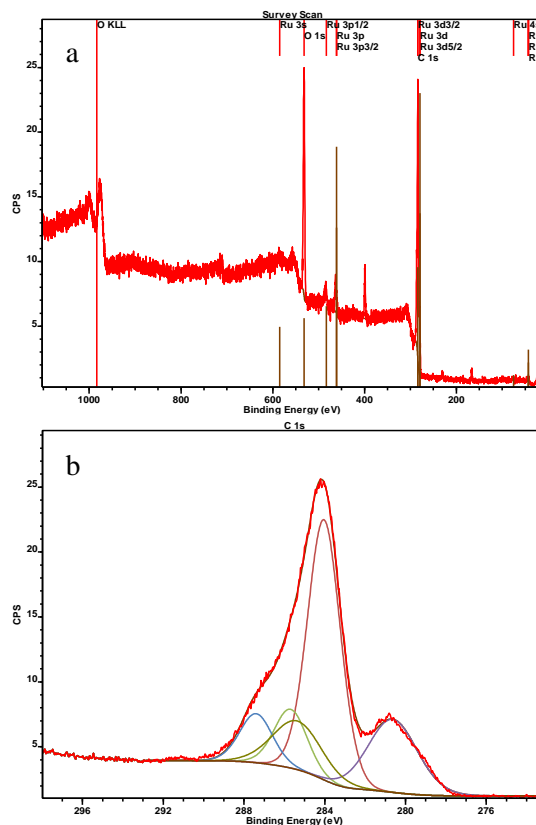 Survey Scan
O KLL
Ru 3s
Ru 3p1/2
Ru 3d3/2
Ru 4
O 1s
Ru 3p
Ru 3d
R
Ru 3p3/2
Ru 3d5/2
R
C 1s
R
a
25
20
15
10
5
CPS
1000
800
600
400
200
Binding Energy (eV)
C 1s
b
25
20
15
10
5
CPS
296
292
288
284
280
276
Binding Energy (eV)